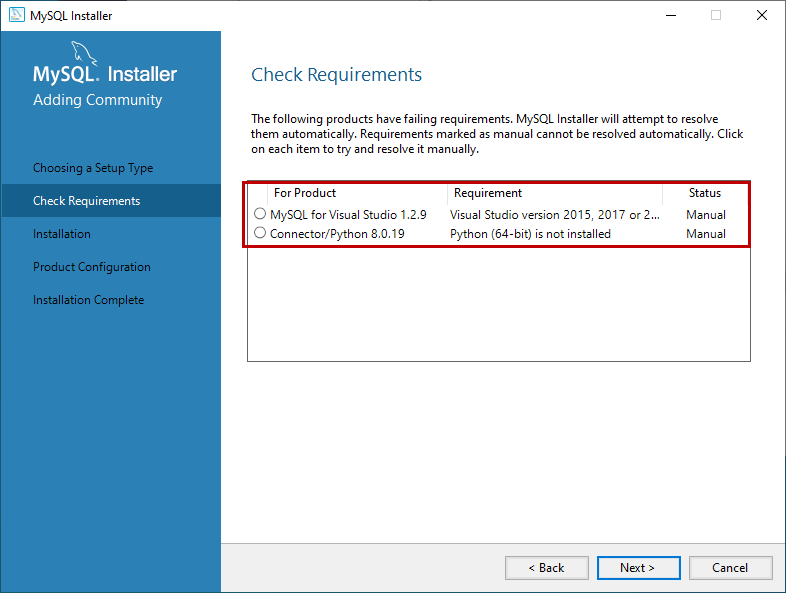 MySQL Installer
MySQL. Installer
Adding Community
Choosing a Setup Type
Check Requirements
Installation
Product Configuration
Installation Complete
Check Requirements
The following products have failing requirements. MySQL Installer will attempt to resolve
them automatically. Requirements marked as manual cannot be resolved automatically. Click
on each item to try and resolve it manually.
For Product Requirement Status
MySQL for Visual Studio 1.2.9 Visual Studio version 2015, 2017 or 2... Manual
Connector/Python 8.0.19 Python (64-bit) is not installed Manual
< Back Next > Cancel